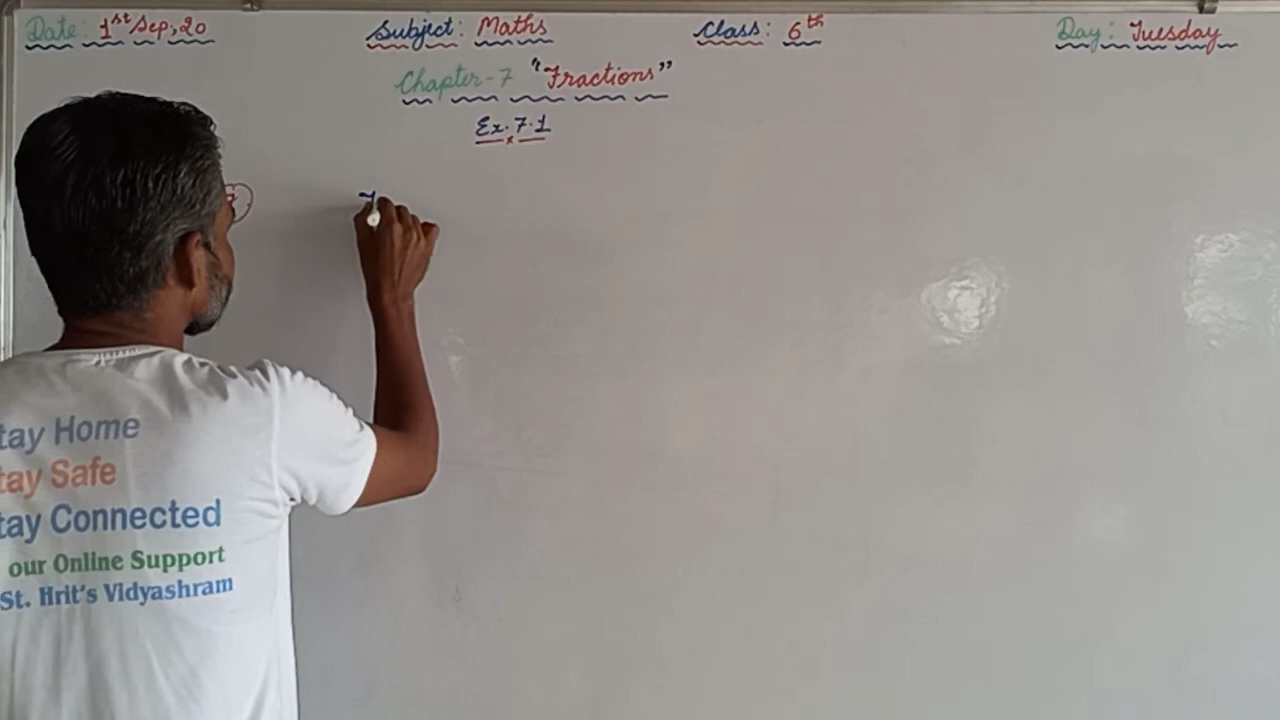 Date: 1st Sep, 20 Subject: Maths Class: 6th Day: Tuesday
Chapter-7 "Fractions"
Ex. 7.1
tay Home
tay Safe
tay Connected
our Online Support
St. Hrit's Vidyashram